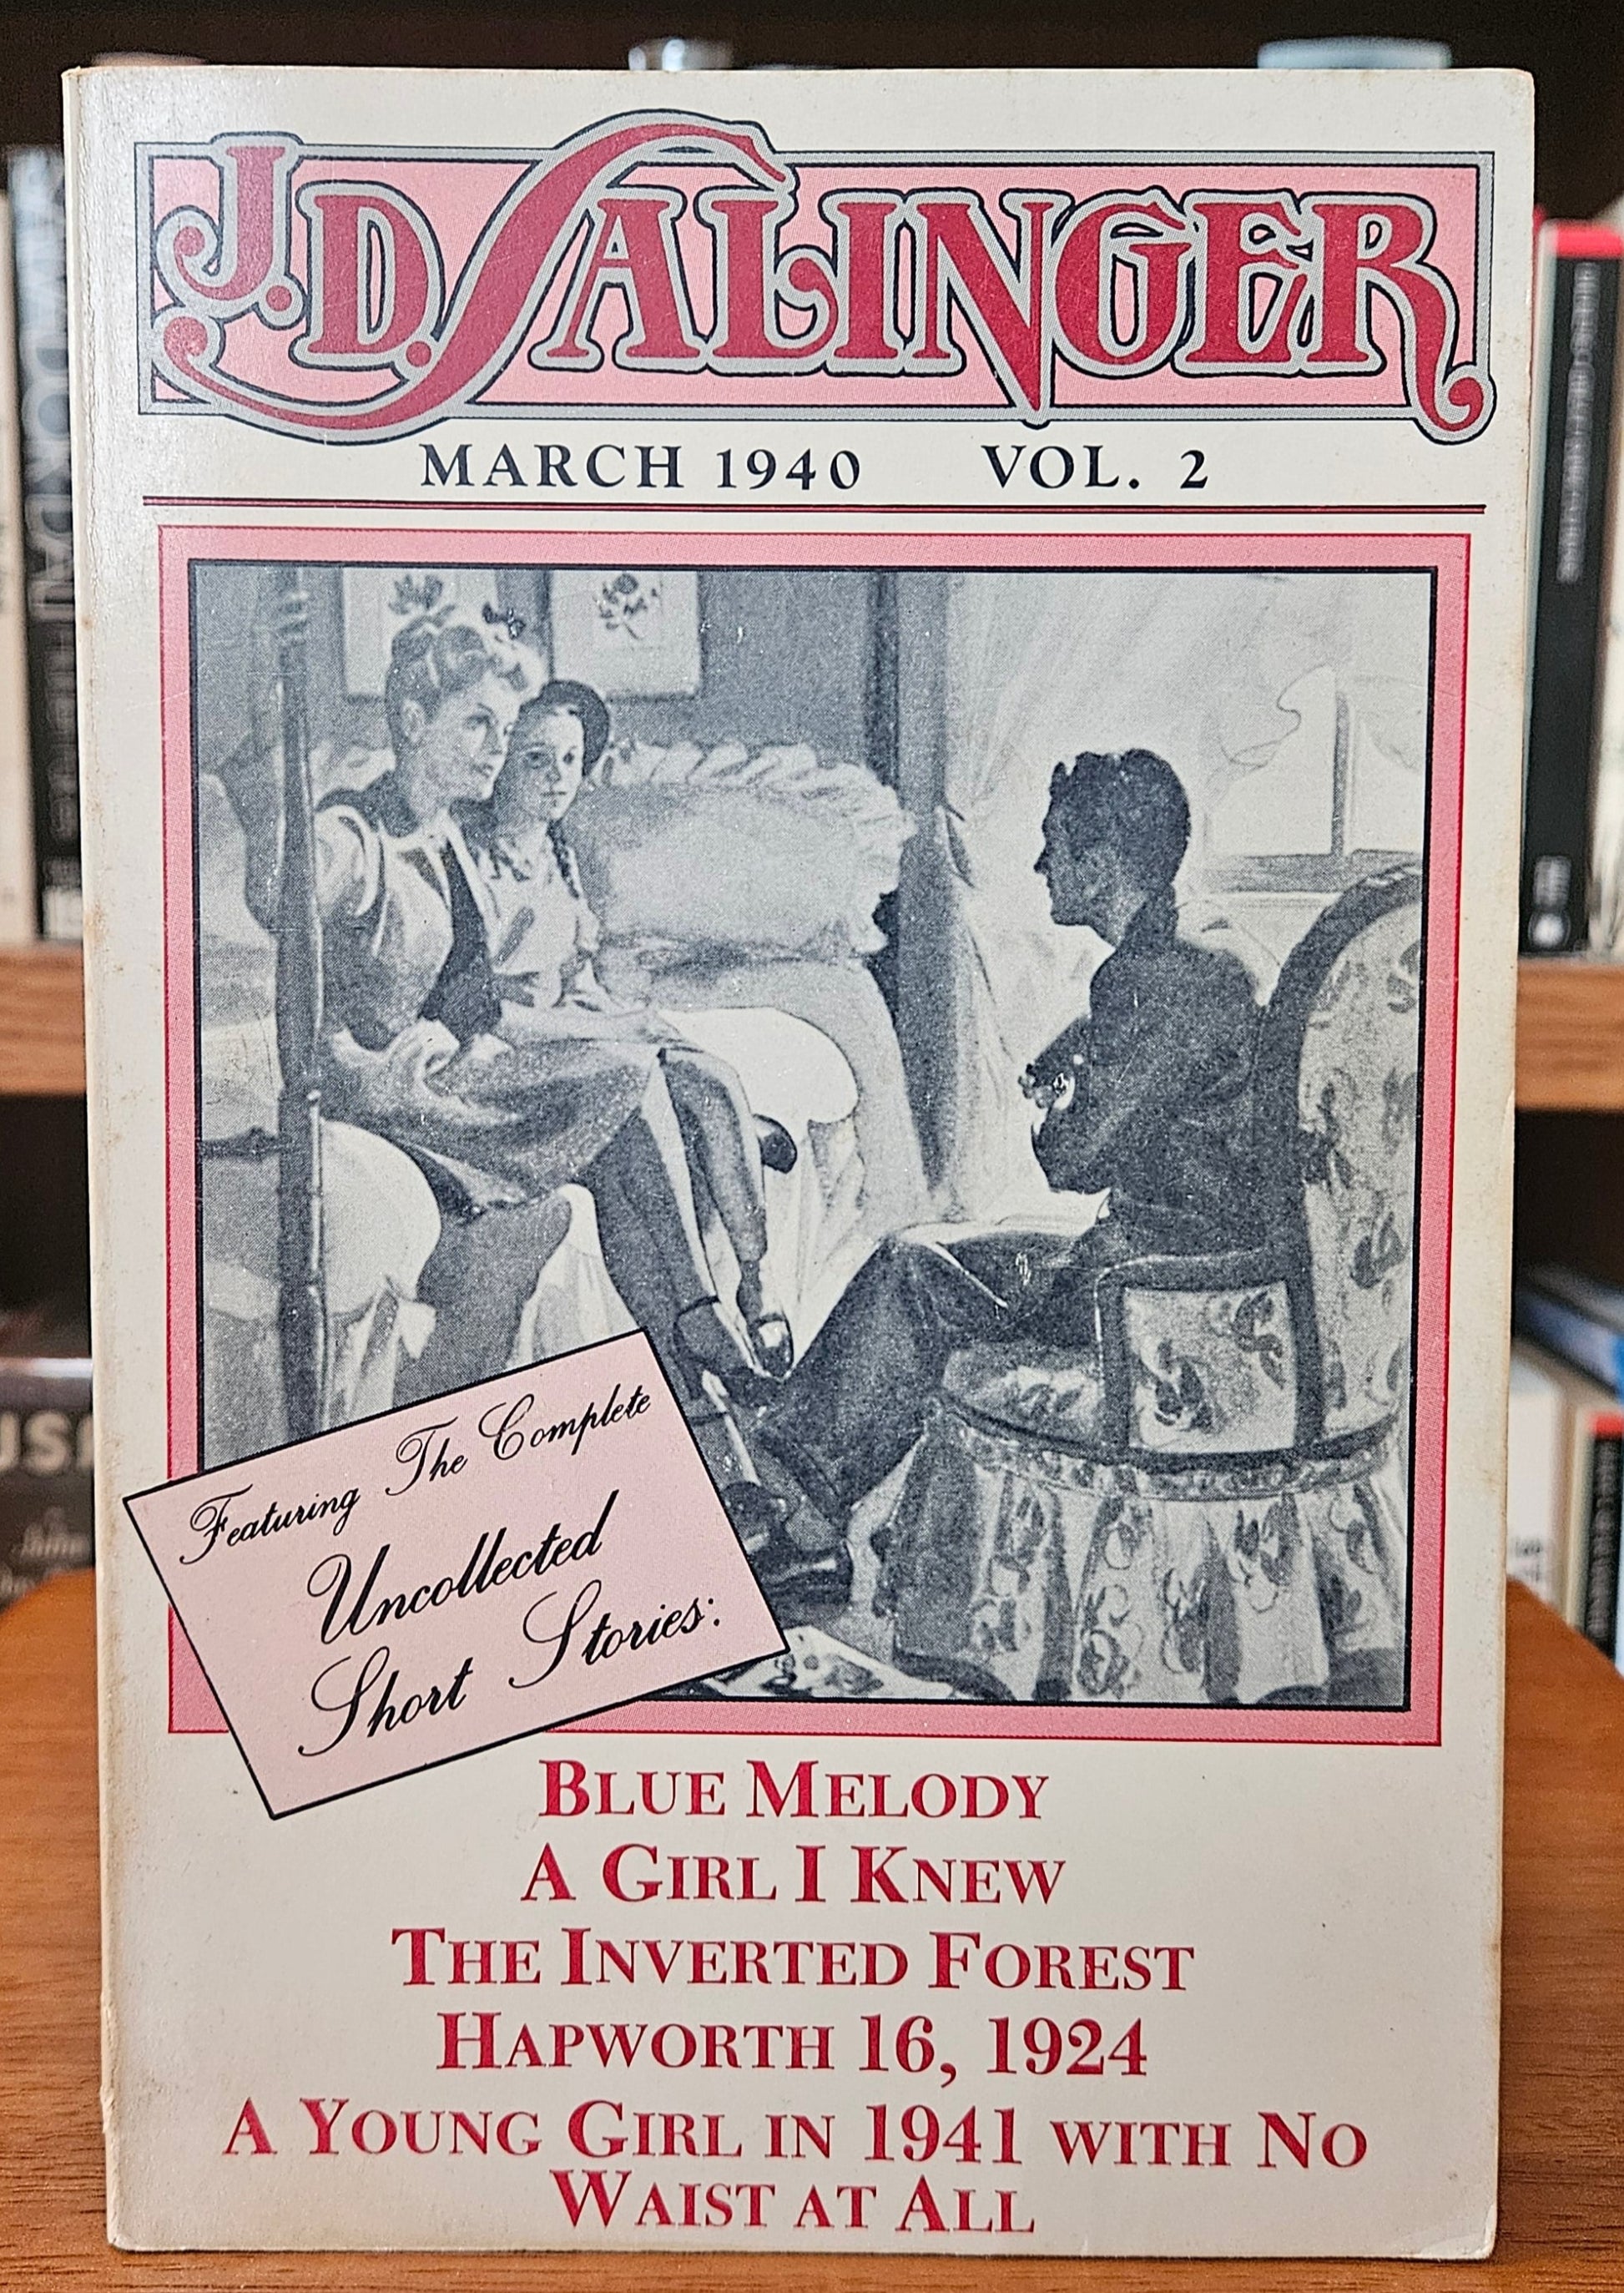 J.D. SALINGER
MARCH 1940 VOL. 2
Featuring The Complete
Uncollected
Short Stories:
BLUE MELODY
A GIRL I KNEW
THE INVERTED FOREST
HAPWORTH 16, 1924
A YOUNG GIRL IN 1941 WITH NO
WAIST AT ALL